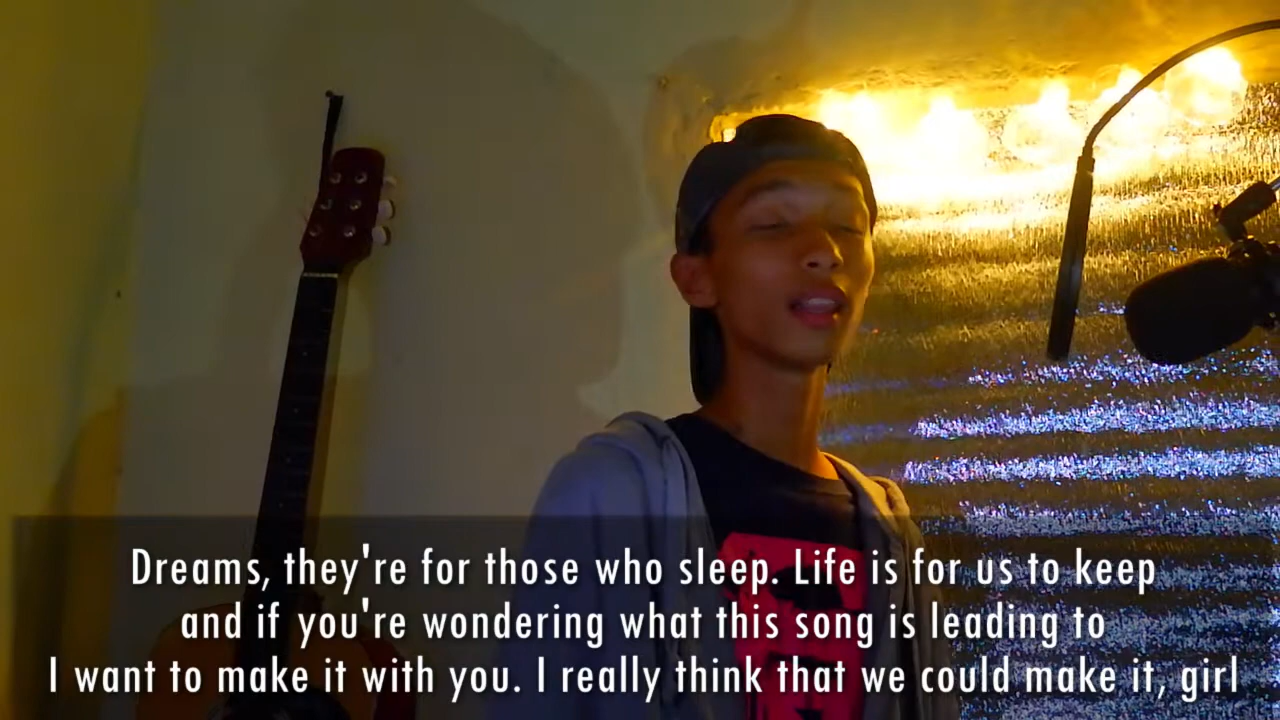 Dreams, they're for those who sleep. Life is for us to keep
and if you're wondering what this song is leading to
I want to make it with you. I really think that we could make it, girl